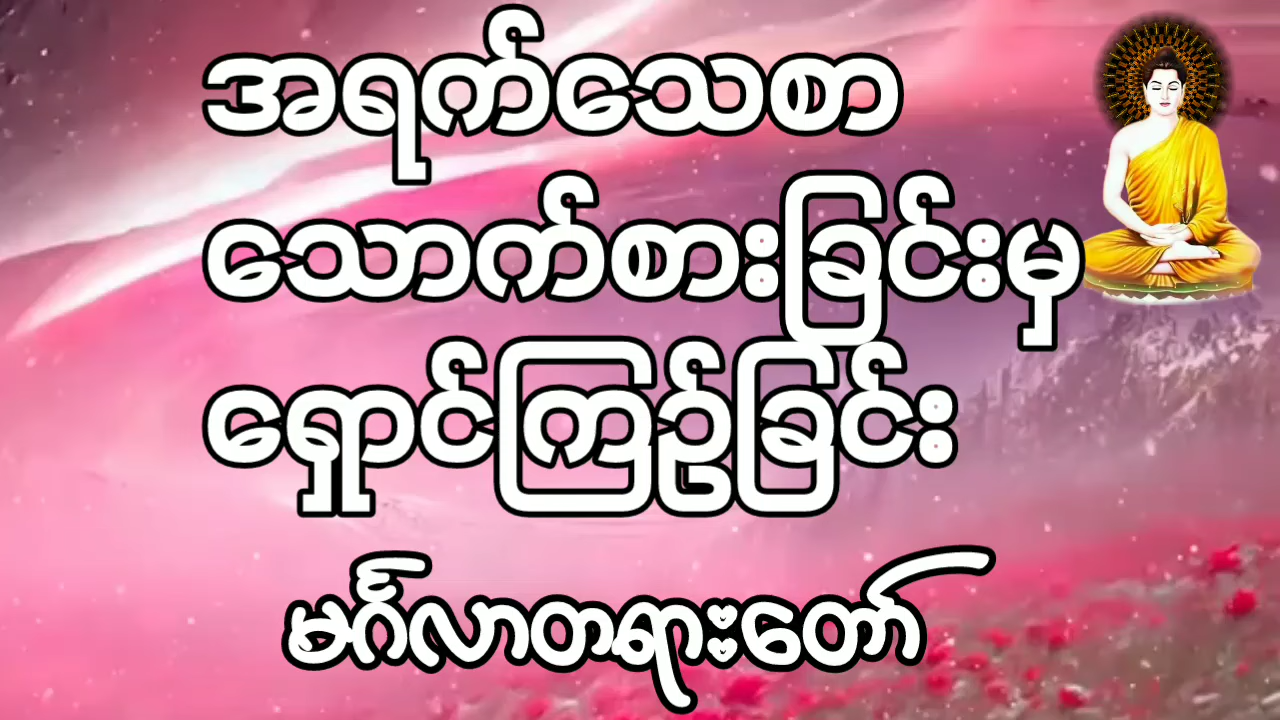 အရက်သေစာ
သောက်စားခြင်းမှ
ရှောင်ကြဉ်ခြင်း
မင်္ဂလာတရားတော်